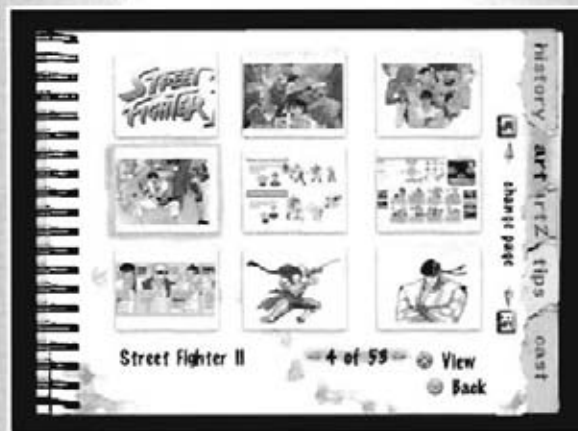 STREET
FIGHTER
history
art
artZ
tips
cast
change page
Street Fighter II
4 of 53
View
Back